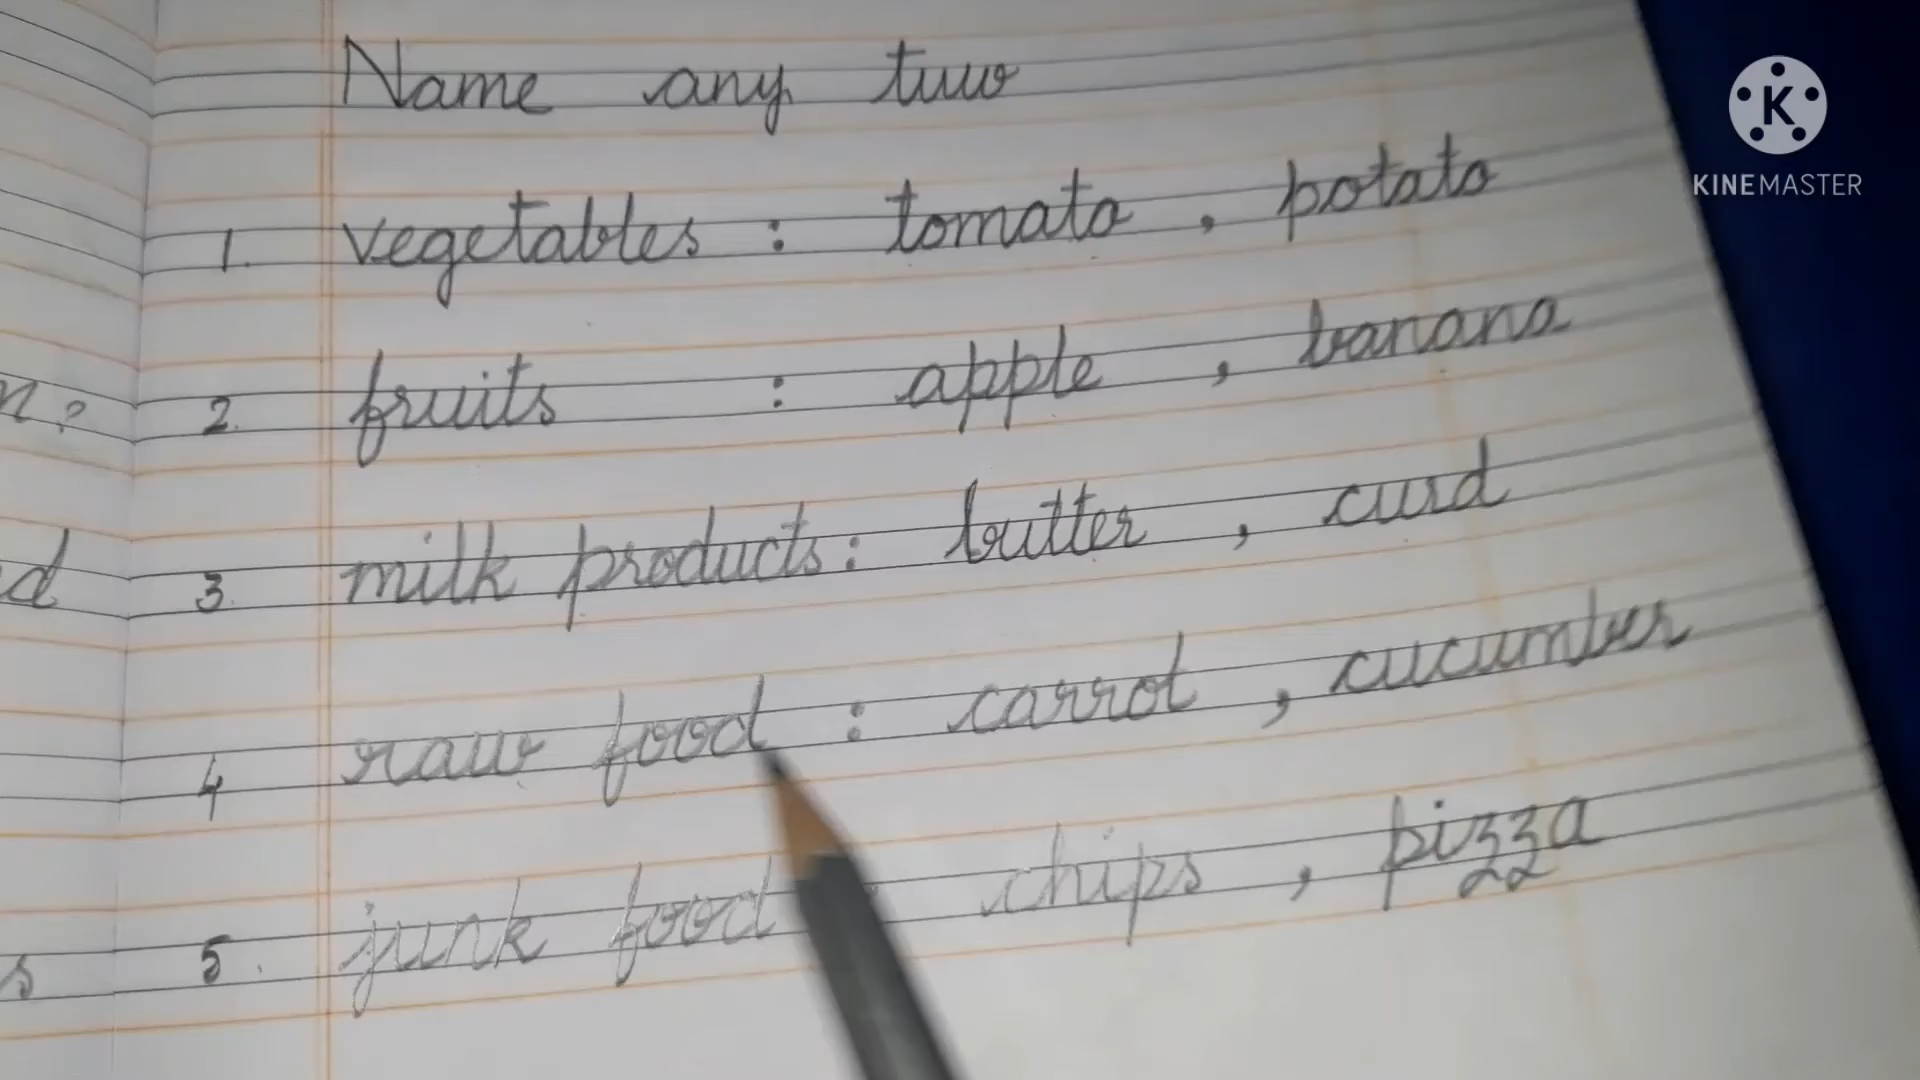 Name any two
1. vegetables : tomato , potato
2. fruits : apple , banana
3. milk products : butter , curd
4 raw food : carrot , cucumber
5. junk food chips , pizza
KINEMASTER